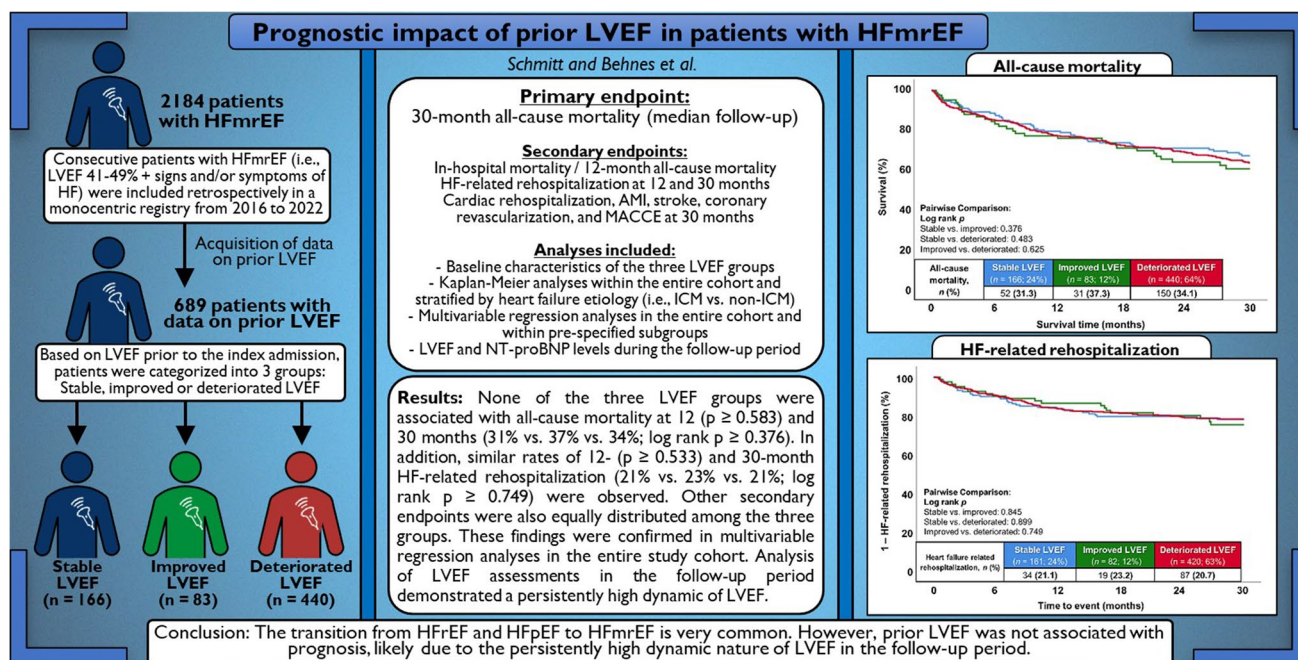 Prognostic impact of prior LVEF in patients with HFmrEF
2184 patients
with HFmrEF
Consecutive patients with HFmrEF (i.e.,
LVEF 41-49% + signs and/or symptoms
of HF) were included retrospectively in a
monocentric registry from 2016 to 2022
Acquisition of data
on prior LVEF
689 patients with
data on prior LVEF
Based on LVEF prior to the index admission,
patients were categorized into 3 groups:
Stable, improved or deteriorated LVEF
Stable
LVEF
(n = 166)
Improved
LVEF
(n = 83)
Deteriorated
LVEF
(n = 440)
Schmitt and Behnes et al.
Primary endpoint:
30-month all-cause mortality (median follow-up)
Secondary endpoints:
In-hospital mortality / 12-month all-cause mortality
HF-related rehospitalization at 12 and 30 months
Cardiac rehospitalization, AMI, stroke, coronary
revascularization, and MACCE at 30 months
Analyses included:
- Baseline characteristics of the three LVEF groups
- Kaplan-Meier analyses within the entire cohort and
stratified by heart failure etiology (i.e., ICM vs. non-ICM)
- Multivariable regression analyses in the entire cohort and
within pre-specified subgroups
- LVEF and NT-proBNP levels during the follow-up period
Results: None of the three LVEF groups were
associated with all-cause mortality at 12 (p ≥ 0.583) and
30 months (31% vs. 37% vs. 34%; log rank p ≥ 0.376). In
addition, similar rates of 12- (p ≥ 0.533) and 30-month
HF-related rehospitalization (21% vs. 23% vs. 21%; log
rank p ≥ 0.749) were observed. Other secondary
endpoints were also equally distributed among the three
groups. These findings were confirmed in multivariable
regression analyses in the entire study cohort. Analysis
of LVEF assessments in the follow-up period
demonstrated a persistently high dynamic of LVEF.
All-cause mortality
Survival (%)
100
80
60
40
20
0
Pairwise Comparison:
Log rank p
Stable vs. improved: 0.376
Stable vs. deteriorated: 0.483
Improved vs. deteriorated: 0.625
All-cause
mortality,
n (%)
Stable LVEF
(n = 166; 24%)
Improved LVEF
(n = 83; 12%)
Deteriorated LVEF
(n = 440; 64%)
52 (31.3)
31 (37.3)
150 (34.1)
0 6 12 18 24 30
Survival time (months)
HF-related rehospitalization
1 – HF-related rehospitalization (%)
100
80
60
40
20
0
Pairwise Comparison:
Log rank p
Stable vs. improved: 0.845
Stable vs. deteriorated: 0.899
Improved vs. deteriorated: 0.749
Heart failure related
rehospitalization, n (%)
Stable LVEF
(n = 161; 24%)
Improved LVEF
(n = 82; 12%)
Deteriorated LVEF
(n = 420; 63%)
34 (21.1)
19 (23.2)
87 (20.7)
0 6 12 18 24 30
Time to event (months)
Conclusion: The transition from HFrEF and HFpEF to HFmrEF is very common. However, prior LVEF was not associated with
prognosis, likely due to the persistently high dynamic nature of LVEF in the follow-up period.